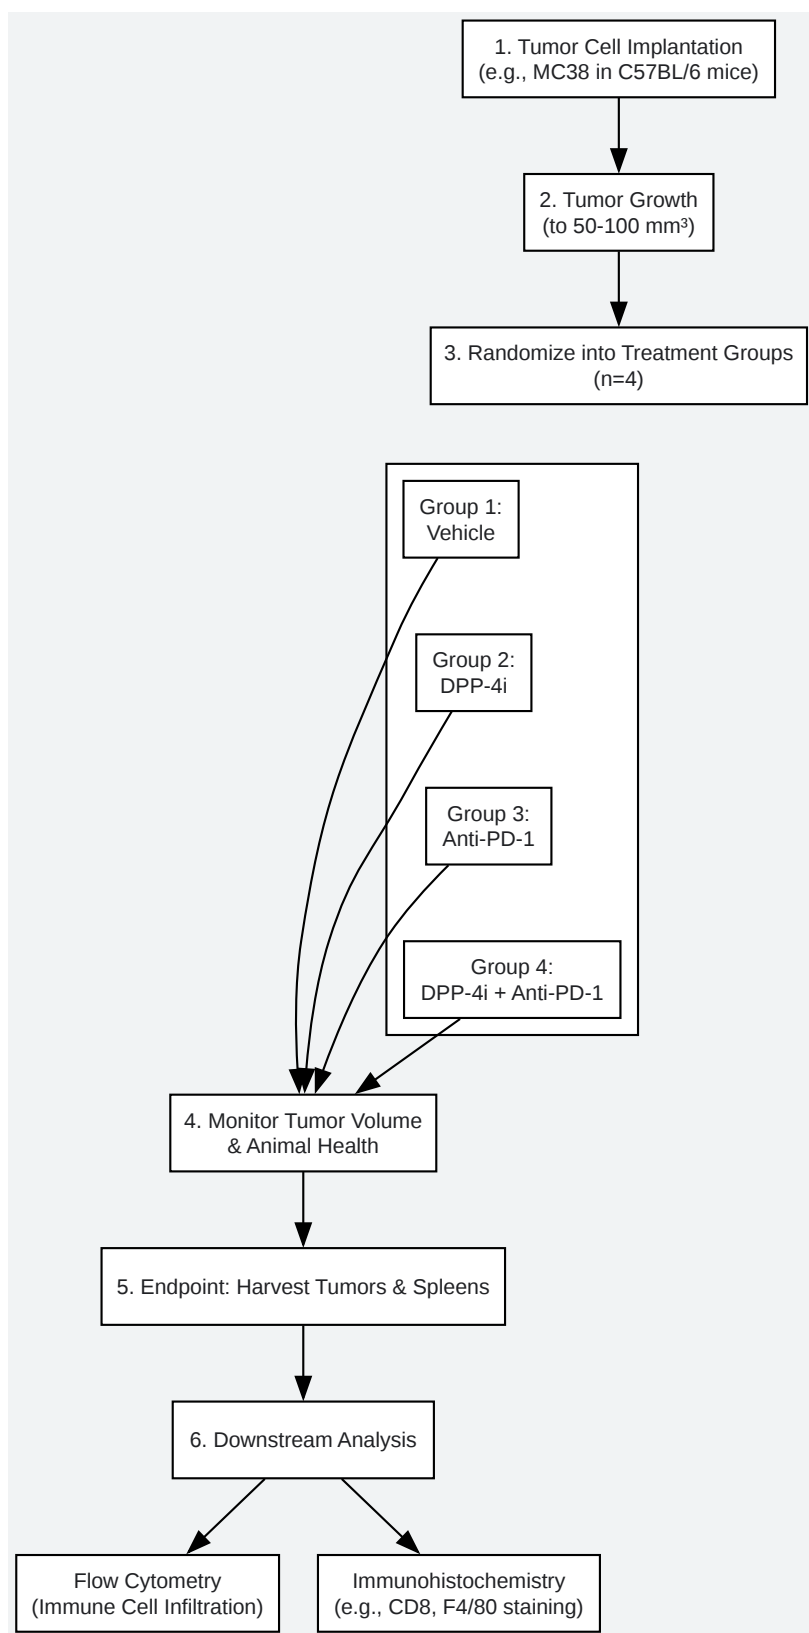 1. Tumor Cell Implantation
(e.g., MC38 in C57BL/6 mice)
2. Tumor Growth
(to 50-100 mm³)
3. Randomize into Treatment Groups
(n=4)
Group 1:
Vehicle
Group 2:
DPP-4i
Group 3:
Anti-PD-1
Group 4:
DPP-4i + Anti-PD-1
4. Monitor Tumor Volume
& Animal Health
5. Endpoint: Harvest Tumors & Spleens
6. Downstream Analysis
Flow Cytometry
(Immune Cell Infiltration)
Immunohistochemistry
(e.g., CD8, F4/80 staining)